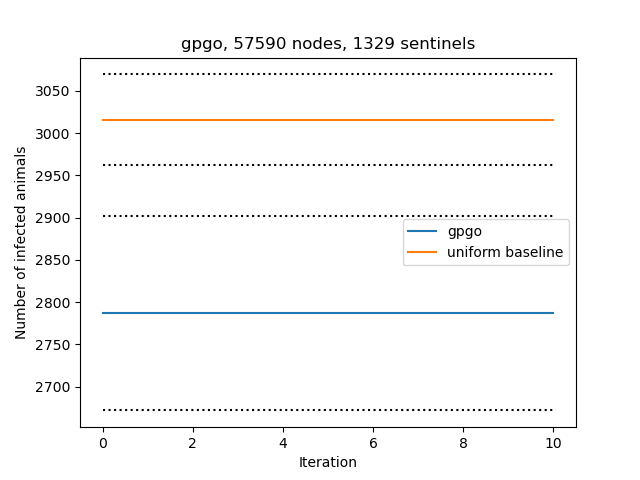 gpgo, 57590 nodes, 1329 sentinels
3050
3000
2950
2900
2850
2800
2750
2700
Number of infected animals
gpgo
uniform baseline
0 2 4 6 8 10
Iteration